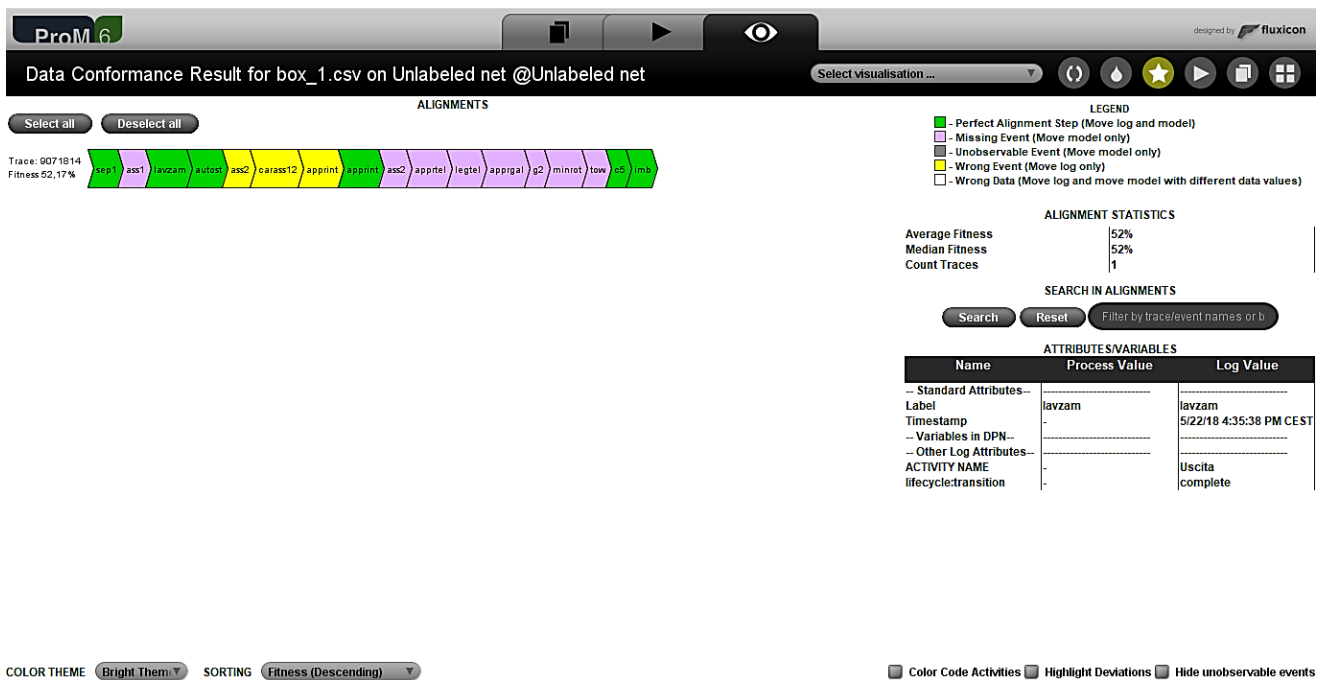 ProM 6
designed by fluxicon
Data Conformance Result for box_1.csv on Unlabeled net @Unlabeled net
Select visualisation ...
ALIGNMENTS
Select all Deselect all
Trace: 9071814
Fitness 52,17%
sep1 ass1 lavzam autost ass2 carass12 apprint apprint ass2 apprtel legtel apprgal g2 minrot tow c5 imb
LEGEND
- Perfect Alignment Step (Move log and model)
- Missing Event (Move model only)
- Unobservable Event (Move model only)
- Wrong Event (Move log only)
- Wrong Data (Move log and move model with different data values)
ALIGNMENT STATISTICS
Average Fitness 52%
Median Fitness 52%
Count Traces 1
SEARCH IN ALIGNMENTS
Search Reset Filter by trace/event names or b
ATTRIBUTES/VARIABLES
Name Process Value Log Value
-- Standard Attributes-- ---------------------------- ----------------------------
Label lavzam lavzam
Timestamp - 5/22/18 4:35:38 PM CEST
-- Variables in DPN-- ---------------------------- ----------------------------
-- Other Log Attributes-- ---------------------------- ----------------------------
ACTIVITY NAME - Uscita
lifecycle:transition - complete
COLOR THEME Bright Theme SORTING Fitness (Descending)
Color Code Activities Highlight Deviations Hide unobservable events